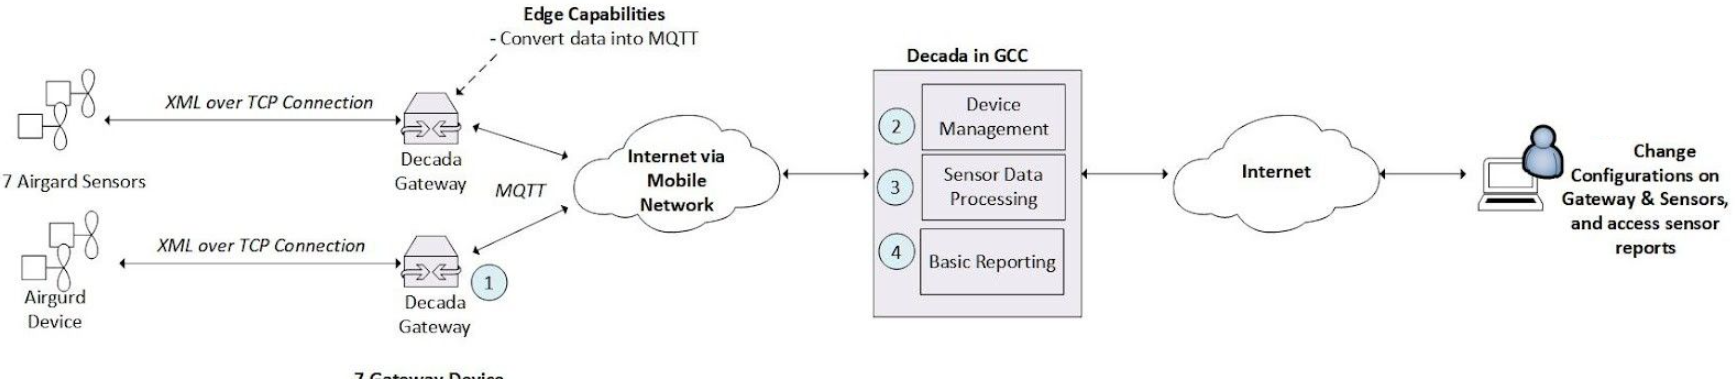 Edge Capabilities
- Convert data into MQTT
XML over TCP Connection
7 Airgard Sensors
Decada
Gateway
MQTT
XML over TCP Connection
Airgurd
Device
1
Decada
Gateway
7 Gateway Device
Internet via
Mobile
Network
Decada in GCC
2
Device
Management
3
Sensor Data
Processing
4
Basic Reporting
Internet
Change
Configurations on
Gateway & Sensors,
and access sensor
reports